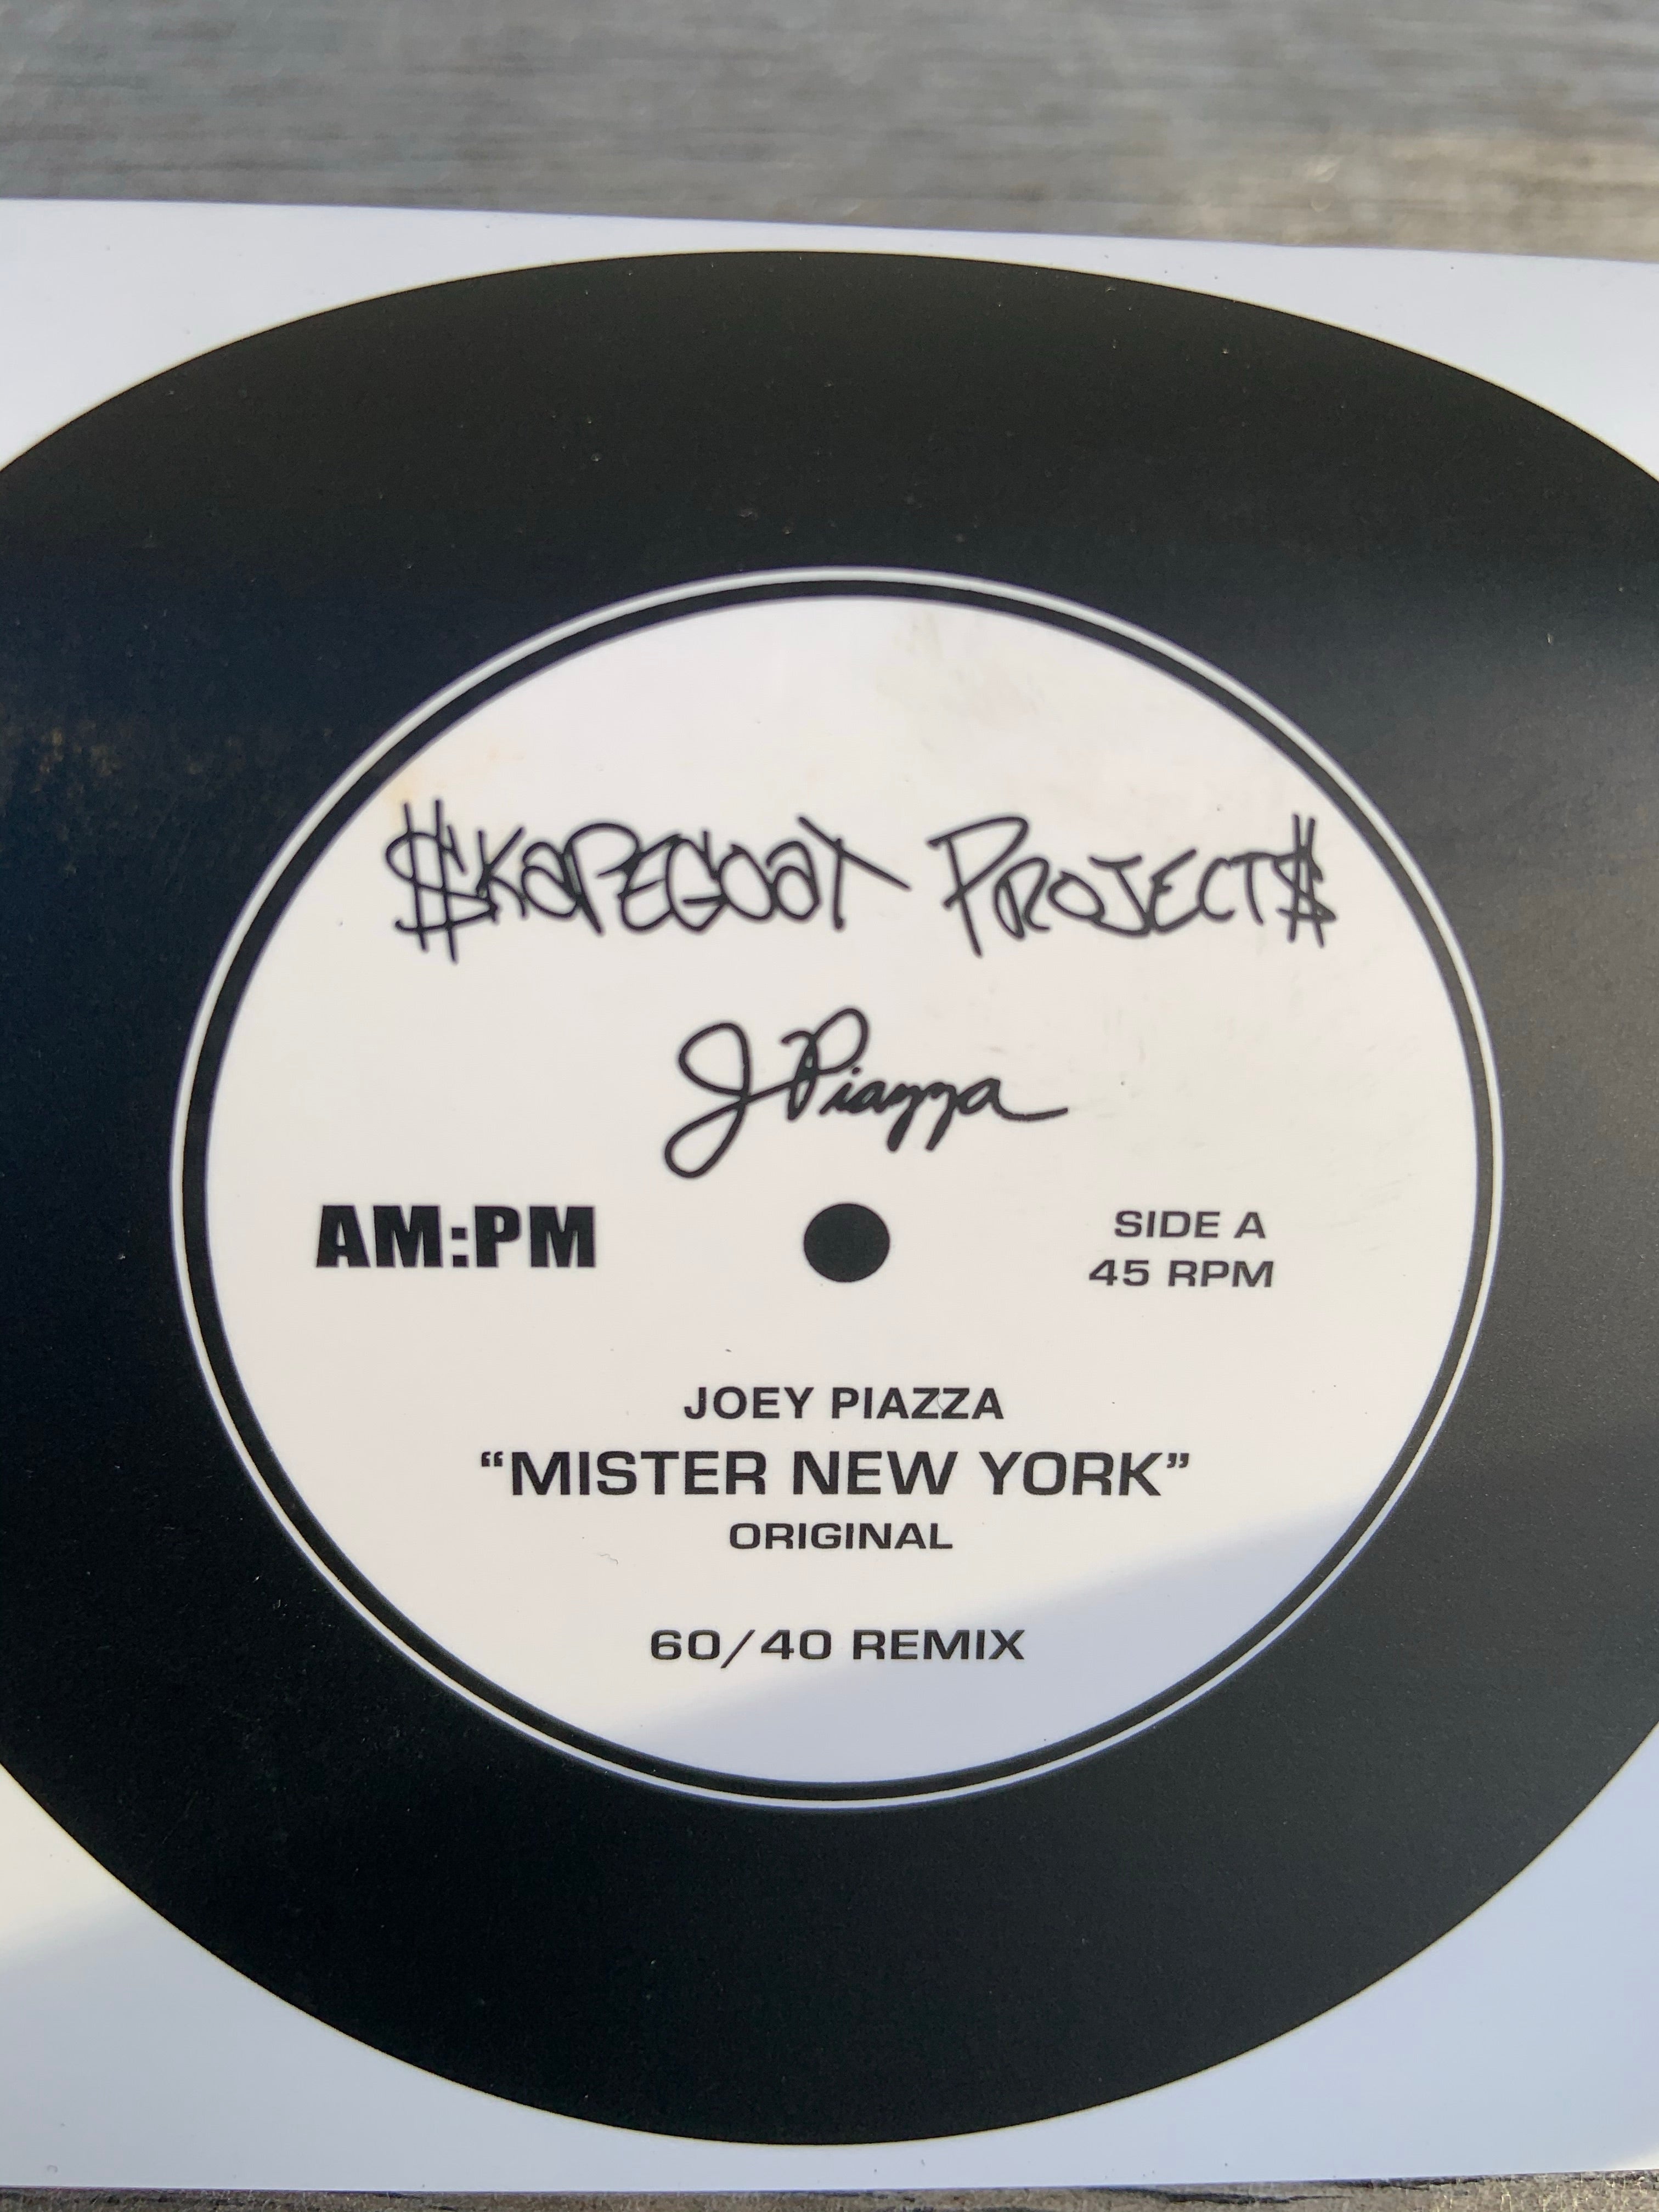 $KAPEGOAT PROJECT$
J Piazza
AM:PM
SIDE A
45 RPM
JOEY PIAZZA
“MISTER NEW YORK”
ORIGINAL
60/40 REMIX